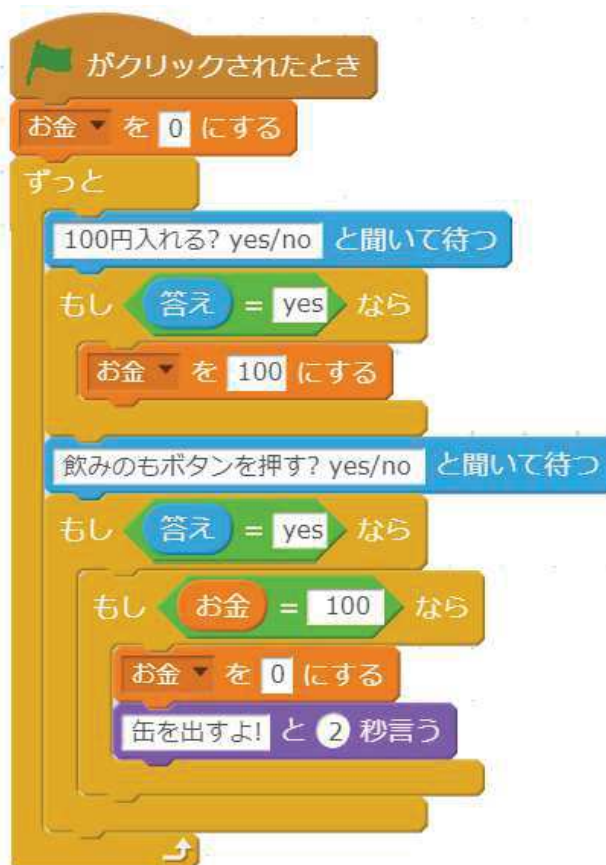 がクリックされたとき
お金 を 0 にする
ずっと
100円入れる? yes/no と聞いて待つ
もし 答え = yes なら
お金 を 100 にする
飲みのもボタンを押す? yes/no と聞いて待つ
もし 答え = yes なら
もし お金 = 100 なら
お金 を 0 にする
缶を出すよ! と 2 秒言う